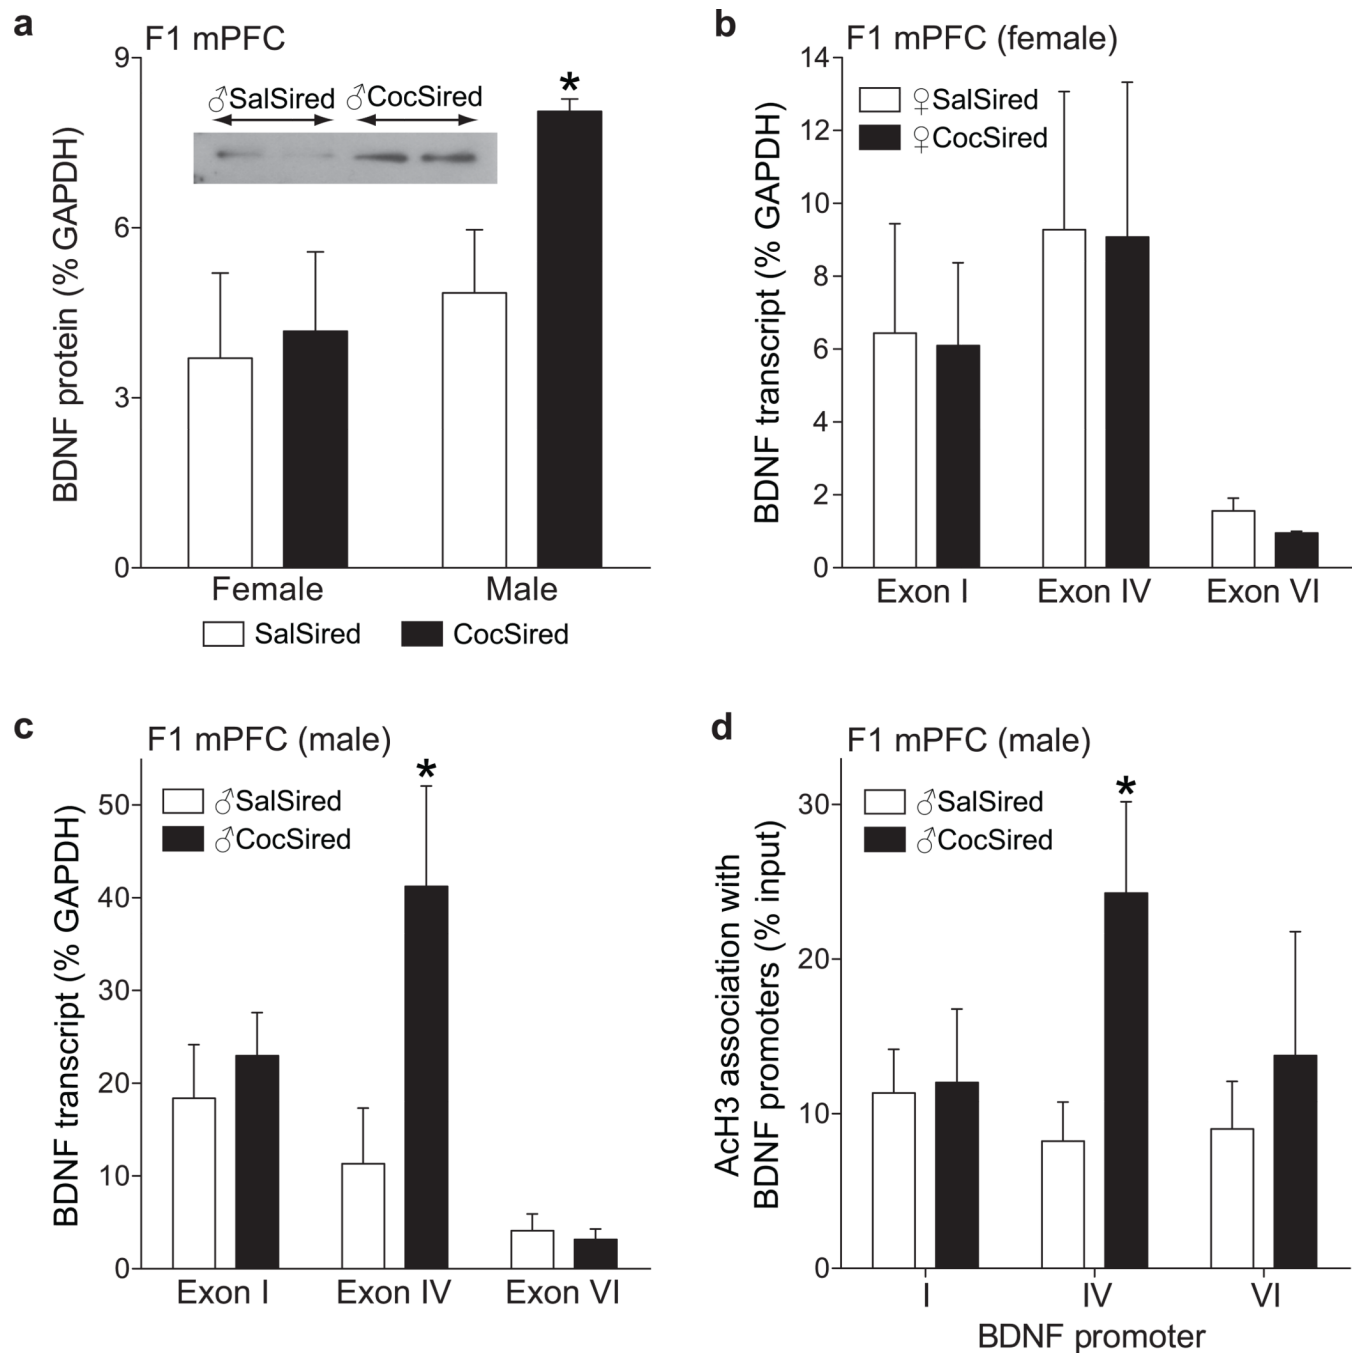 a
F1 mPFC
BDNF protein (% GAPDH)
9
6
3
0
♂SalSired ♂CocSired
*
Female Male
SalSired CocSired
b
F1 mPFC (female)
BDNF transcript (% GAPDH)
14
12
10
8
6
4
2
0
♀SalSired
♀CocSired
Exon I Exon IV Exon VI
c
F1 mPFC (male)
BDNF transcript (% GAPDH)
50
40
30
20
10
0
♂SalSired
♂CocSired
*
Exon I Exon IV Exon VI
d
F1 mPFC (male)
AcH3 association with
BDNF promoters (% input)
30
20
10
0
♂SalSired
♂CocSired
*
I IV VI
BDNF promoter